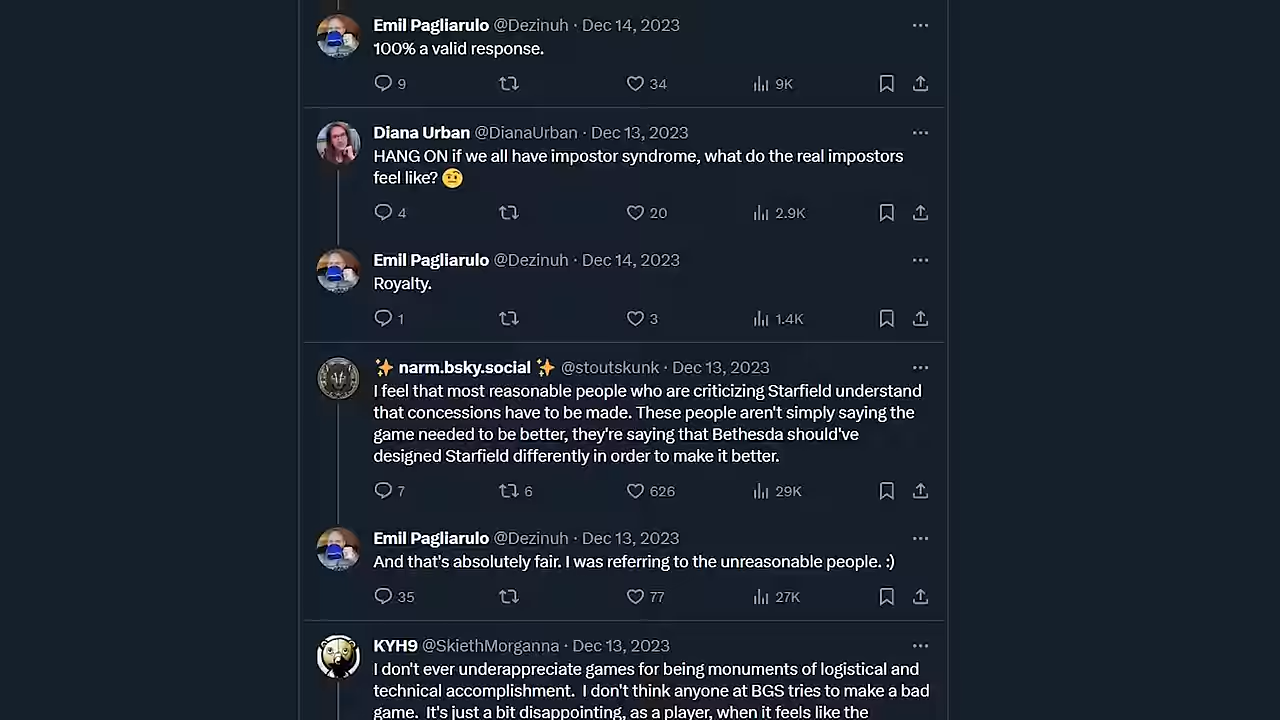 Emil Pagliarulo @Dezinuh · Dec 14, 2023
100% a valid response.
9 34 9K
Diana Urban @DianaUrban · Dec 13, 2023
HANG ON if we all have impostor syndrome, what do the real impostors
feel like? 🤨
4 20 2.9K
Emil Pagliarulo @Dezinuh · Dec 14, 2023
Royalty.
1 3 1.4K
✨ narm.bsky.social ✨ @stoutskunk · Dec 13, 2023
I feel that most reasonable people who are criticizing Starfield understand
that concessions have to be made. These people aren't simply saying the
game needed to be better, they're saying that Bethesda should've
designed Starfield differently in order to make it better.
7 6 626 29K
Emil Pagliarulo @Dezinuh · Dec 13, 2023
And that's absolutely fair. I was referring to the unreasonable people. :)
35 77 27K
KYH9 @SkiethMorganna · Dec 13, 2023
I don't ever underappreciate games for being monuments of logistical and
technical accomplishment. I don't think anyone at BGS tries to make a bad
game. It's just a bit disappointing, as a player, when it feels like the